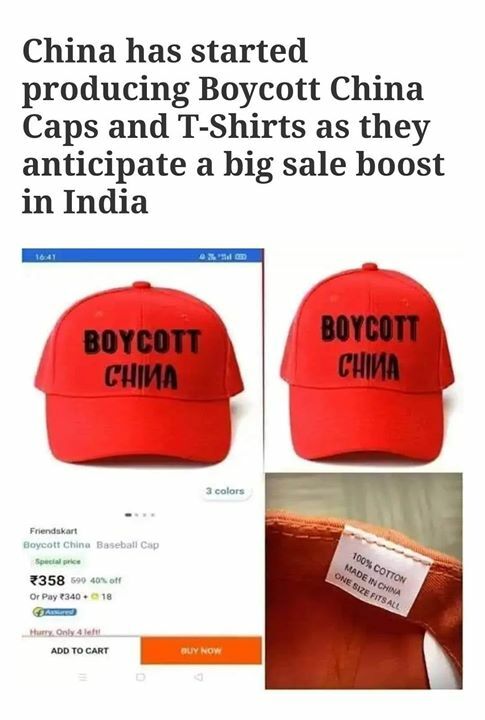 China has started
producing Boycott China
Caps and T-Shirts as they
anticipate a big sale boost
in India
16:41
BOYCOTT
CHINA
BOYCOTT
CHINA
3 colors
Friendskart
Boycott China Baseball Cap
Special price
₹358 599 40% off
Or Pay ₹340 + 18
Assured
Hurry, Only 4 left!
ADD TO CART
BUY NOW
100% COTTON
MADE IN CHINA
ONE SIZE FITS ALL